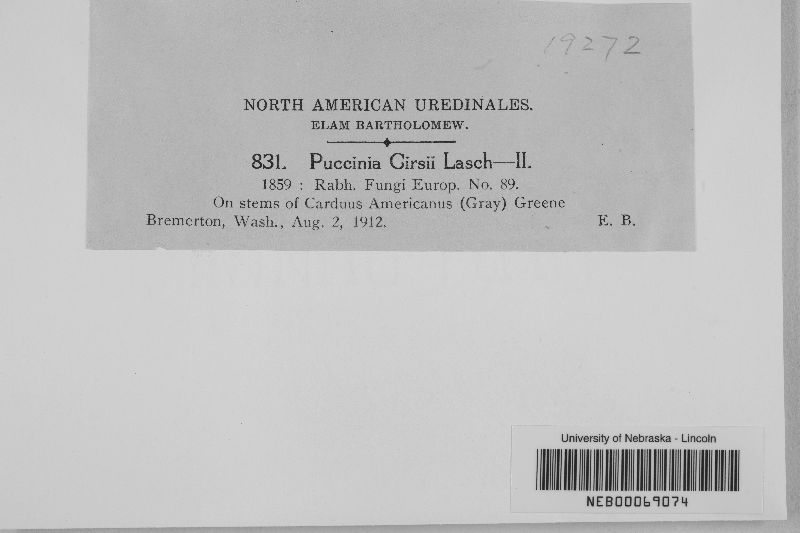 19272
NORTH AMERICAN UREDINALES.
ELAM BARTHOLOMEW.
831. Puccinia Cirsii Lasch—II.
1859 : Rabh. Fungi Europ. No. 89.
On stems of Carduus Americanus (Gray) Greene
Bremerton, Wash., Aug. 2, 1912. E. B.
University of Nebraska - Lincoln
NEB00069074